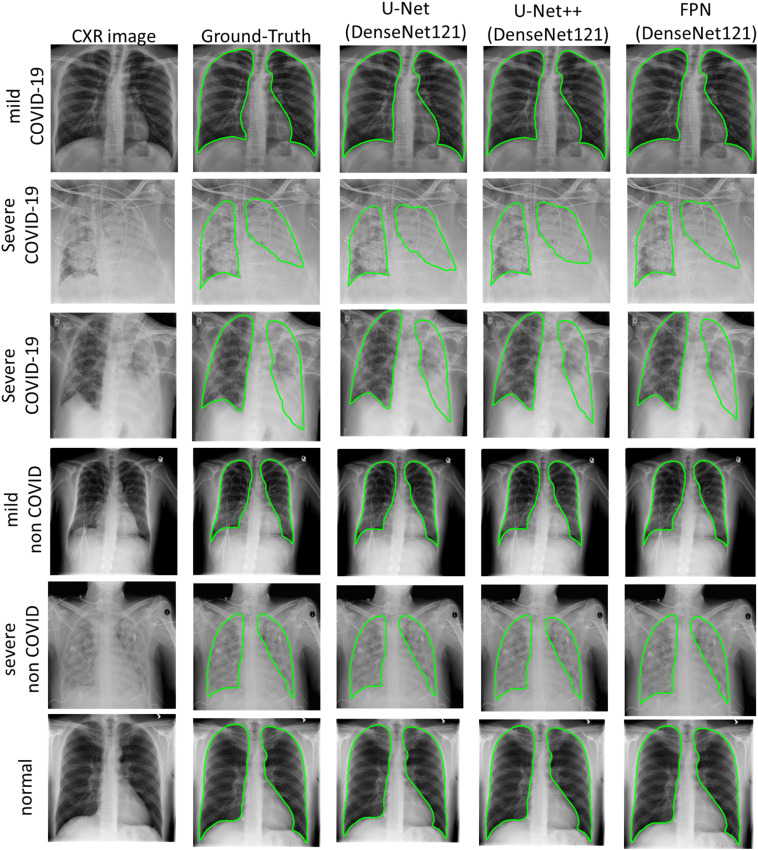 CXR image
Ground-Truth
U-Net
(DenseNet121)
U-Net++
(DenseNet121)
FPN
(DenseNet121)
mild
COVID-19
Severe
COVID-19
Severe
COVID-19
mild
non COVID
severe
non COVID
normal